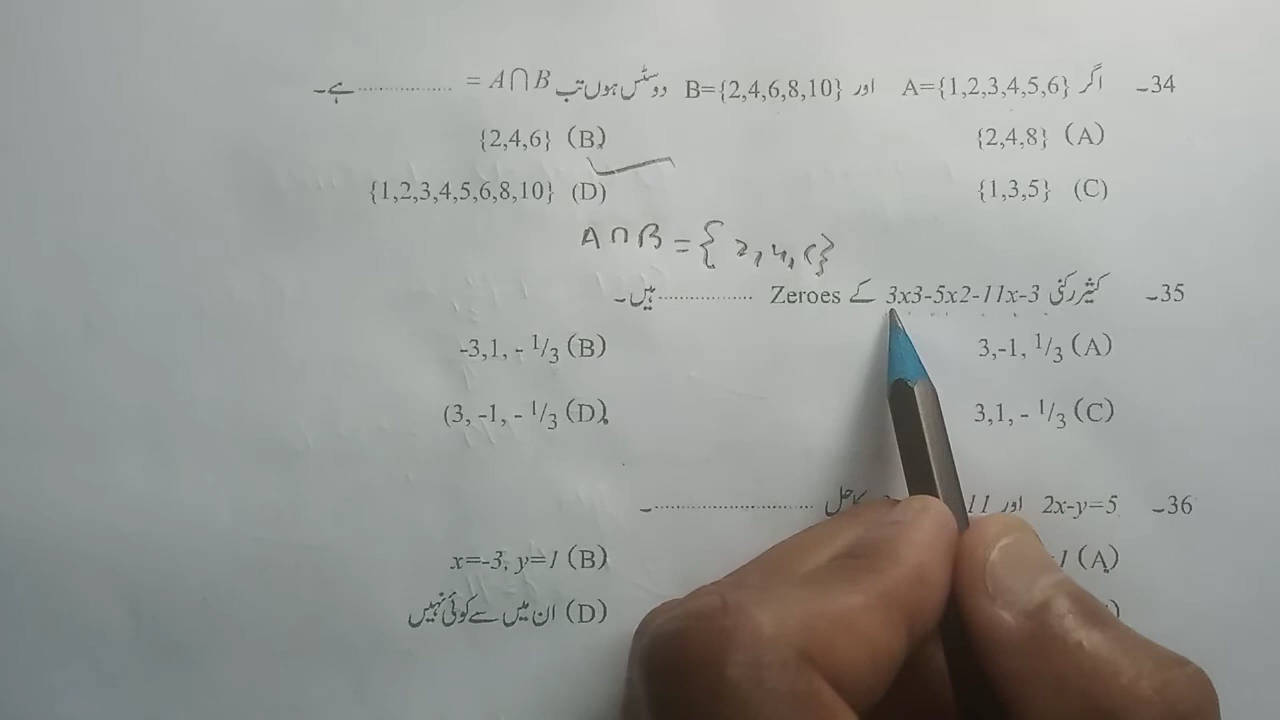 34۔ اگر A={1,2,3,4,5,6} اور B={2,4,6,8,10} دو سٹس ہوں تب A∩B = .................. ہے۔
(A) {2,4,8} (B) {2,4,6}
(C) {1,3,5} (D) {1,2,3,4,5,6,8,10}
A∩B = { 2, 4, 6}
35۔ کثیر رکنی 3x3-5x2-11x-3 کے Zeroes .................. ہیں۔
(A) 3,-1, 1/3 (B) -3,1, - 1/3
(C) 3,1, - 1/3 (D) (3, -1, - 1/3
36۔ 2x-y=5 اور 11 کا حل ..............................۔
(A) (B) x=-3, y=1
(D) ان میں سے کوئی نہیں